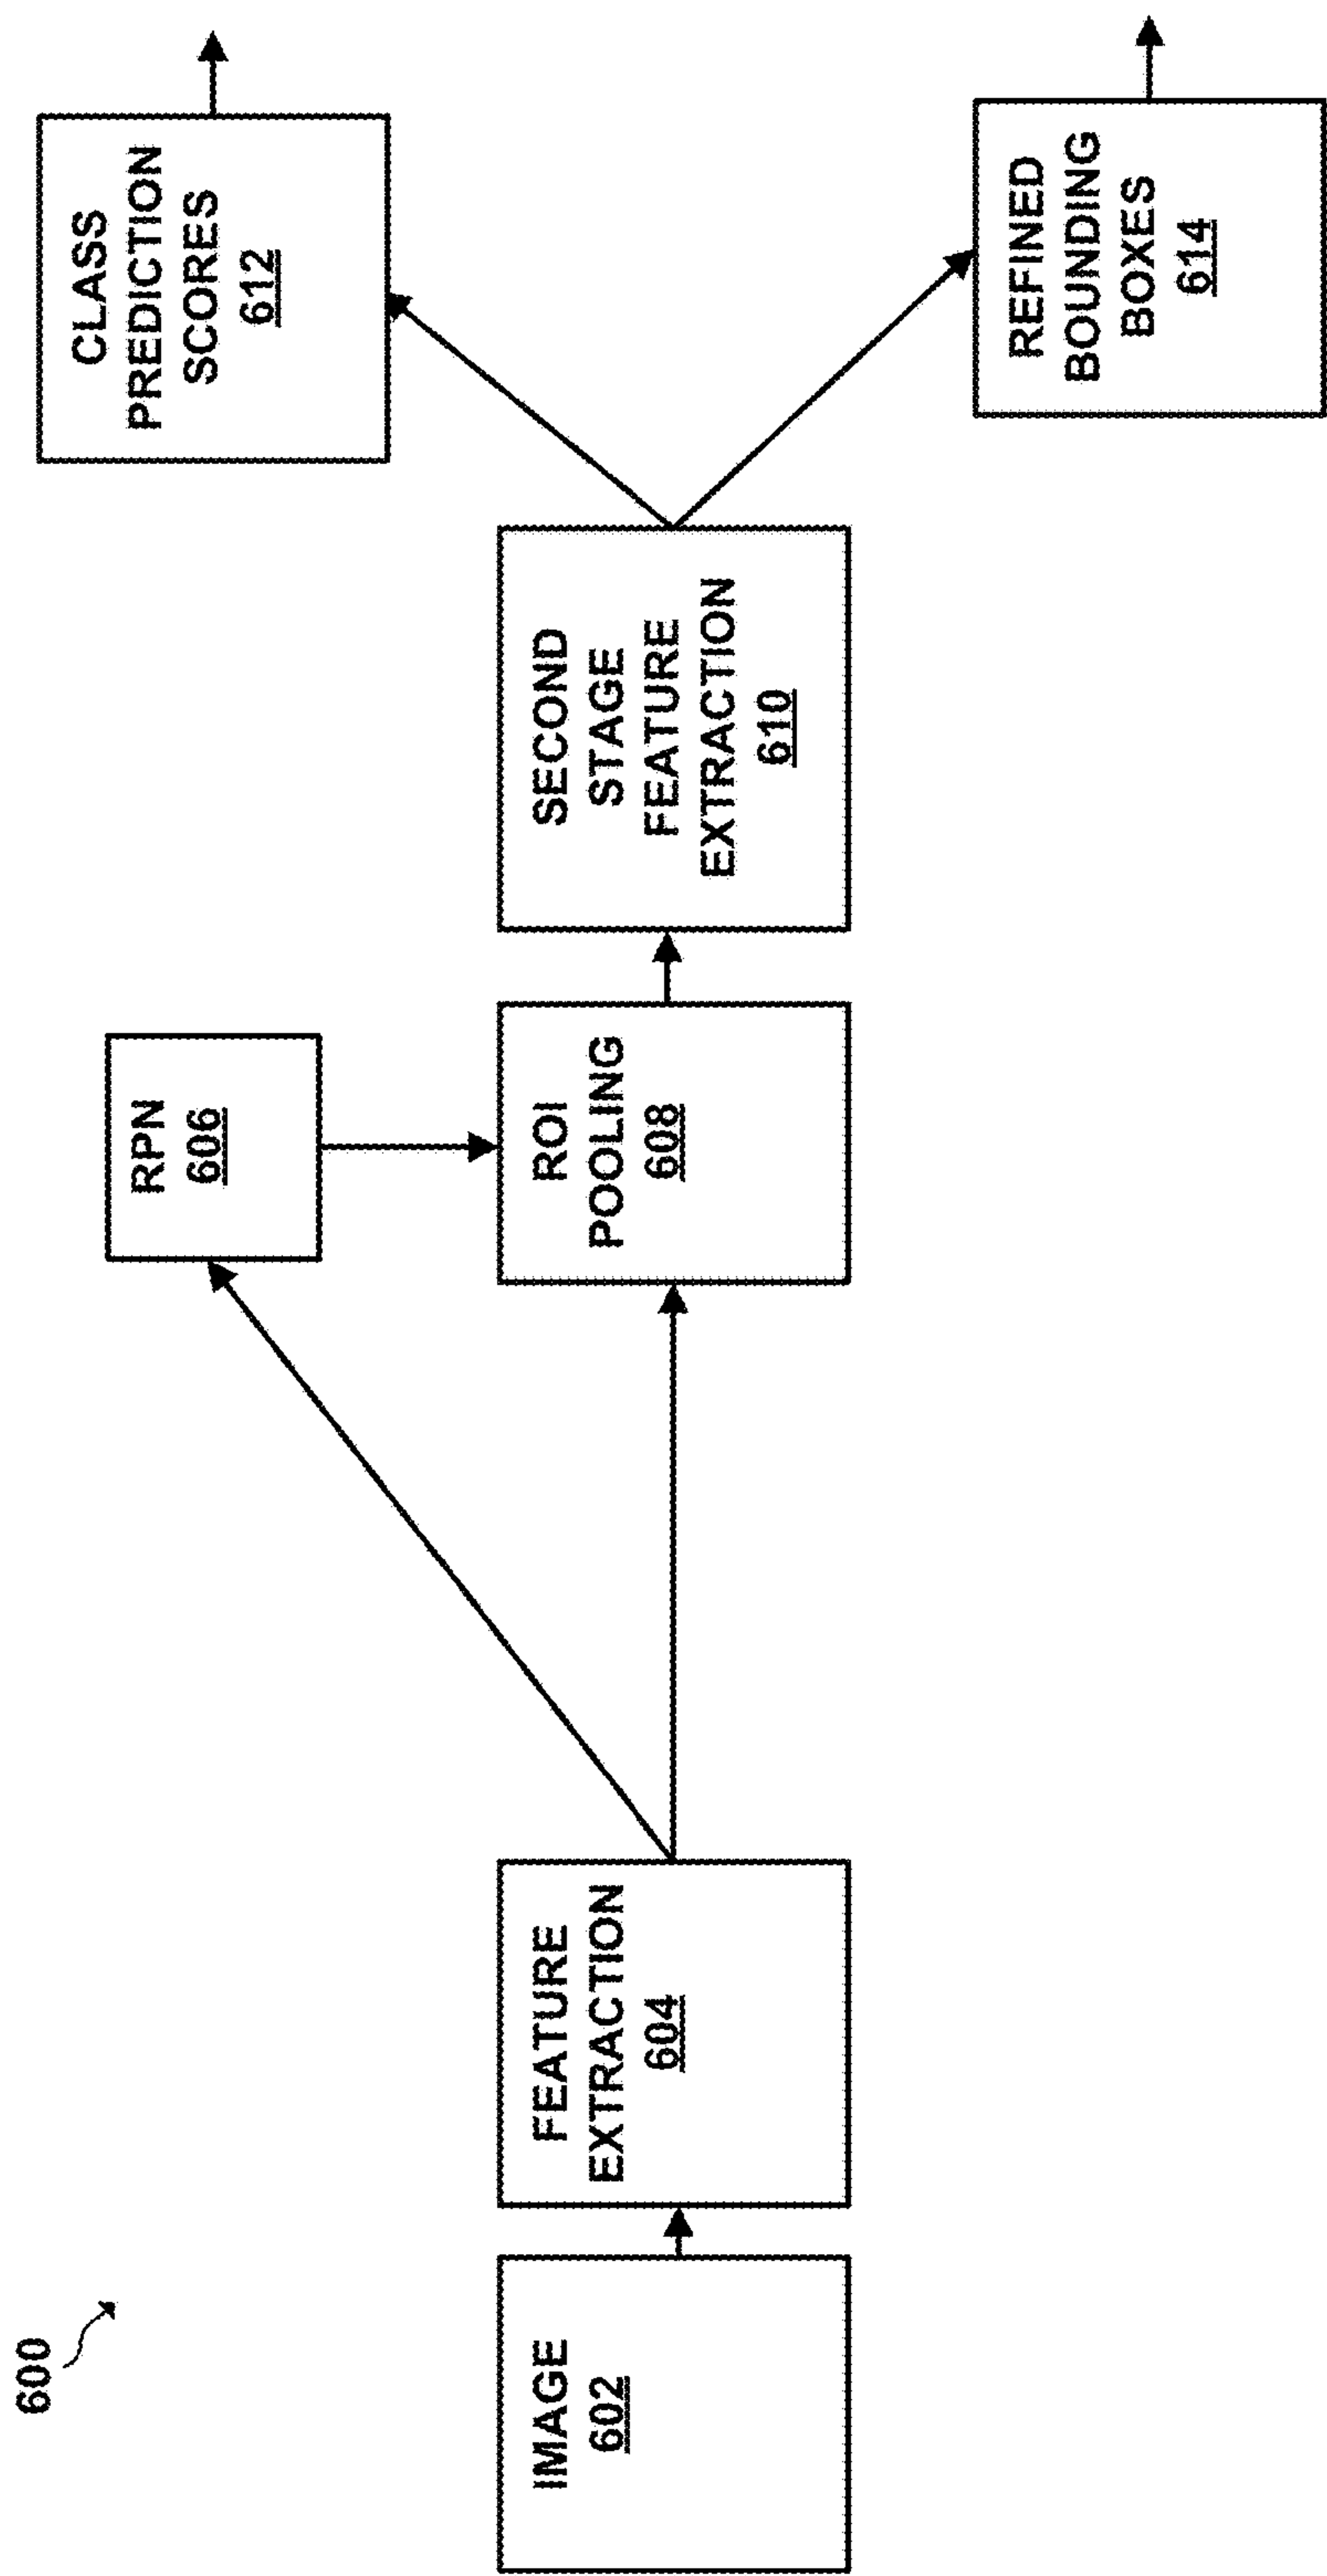 600
IMAGE
602
FEATURE
EXTRACTION
604
RPN
606
ROI
POOLING
608
SECOND
STAGE
FEATURE
EXTRACTION
610
CLASS
PREDICTION
SCORES
612
REFINED
BOUNDING
BOXES
614